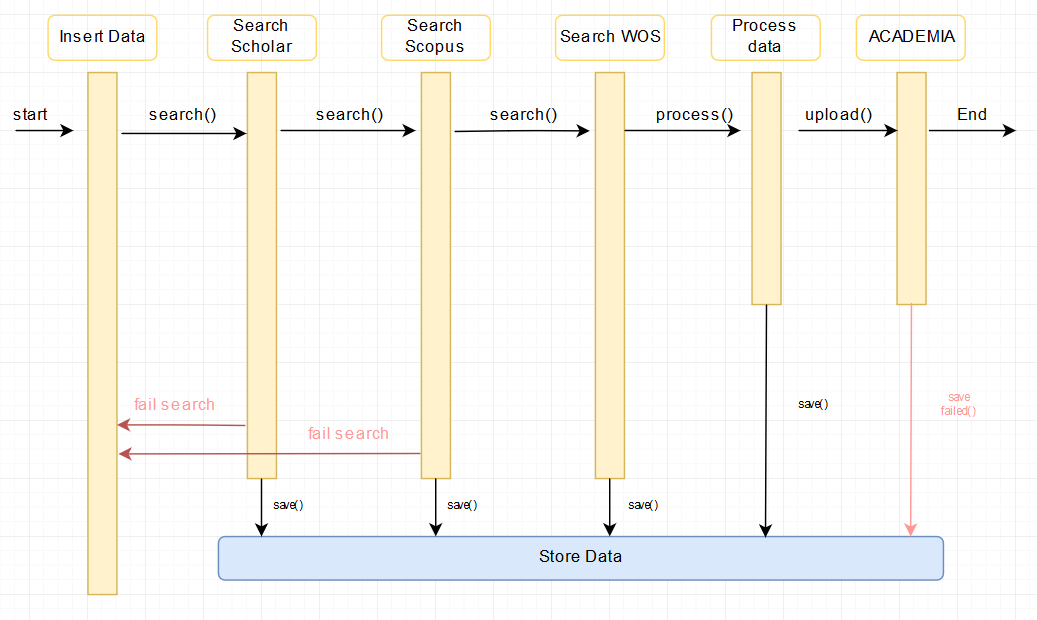 Insert Data
Search
Scholar
Search
Scopus
Search WOS
Process
data
ACADEMIA
start
search()
search()
search()
process()
upload()
End
fail search
fail search
save()
save
failed()
save()
save()
save()
Store Data